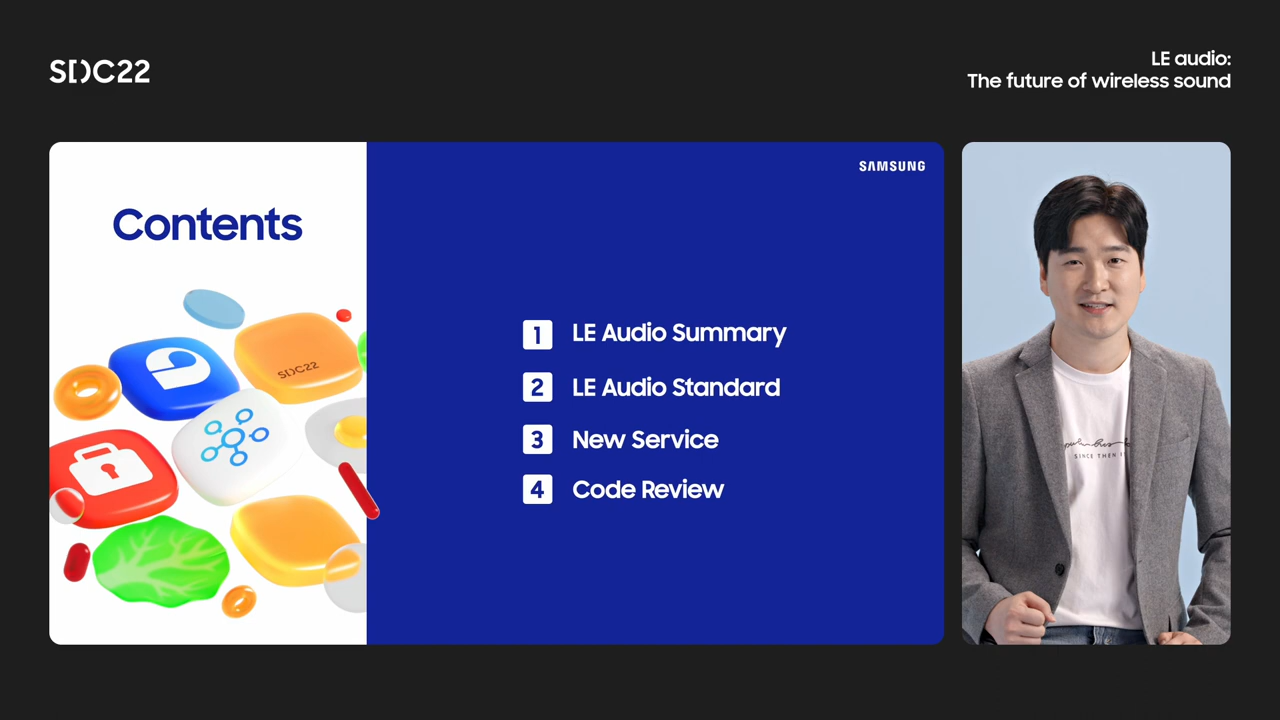 SDC22
LE audio:
The future of wireless sound
SAMSUNG
Contents
SDC22
1 LE Audio Summary
2 LE Audio Standard
3 New Service
4 Code Review
SINCE THEN